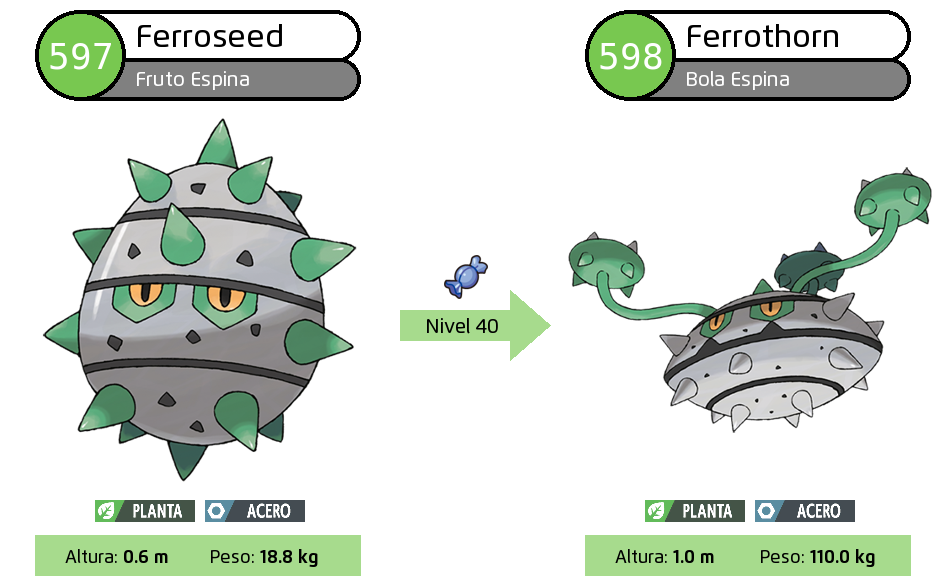 597
Ferroseed
Fruto Espina
598
Ferrothorn
Bola Espina
Nivel 40
PLANTA ACERO
Altura: 0.6 m Peso: 18.8 kg
PLANTA ACERO
Altura: 1.0 m Peso: 110.0 kg